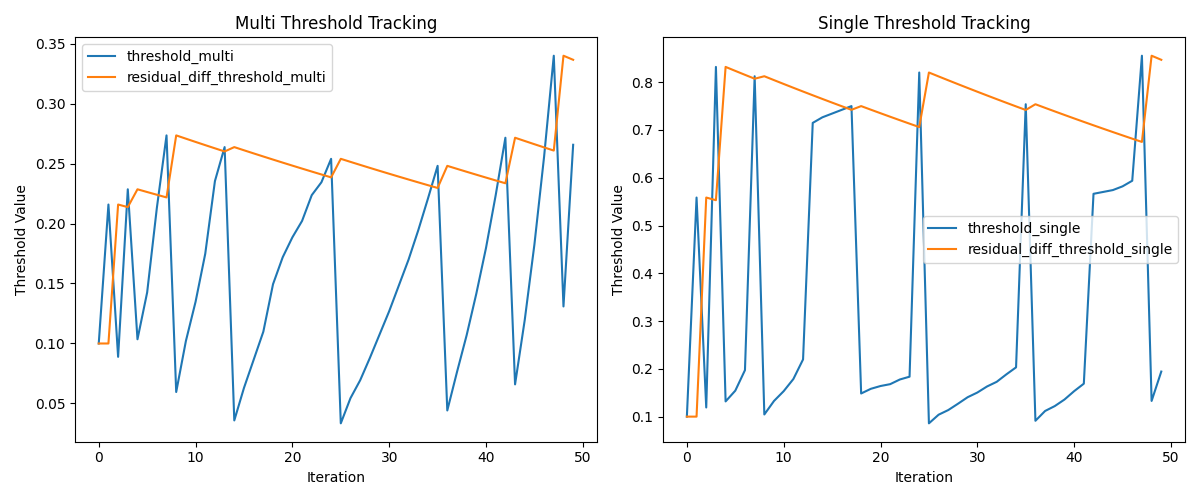 Multi Threshold Tracking
threshold_multi
residual_diff_threshold_multi
Threshold Value
0.35
0.30
0.25
0.20
0.15
0.10
0.05
0 10 20 30 40 50
Iteration
Single Threshold Tracking
threshold_single
residual_diff_threshold_single
Threshold Value
0.8
0.7
0.6
0.5
0.4
0.3
0.2
0.1
0 10 20 30 40 50
Iteration